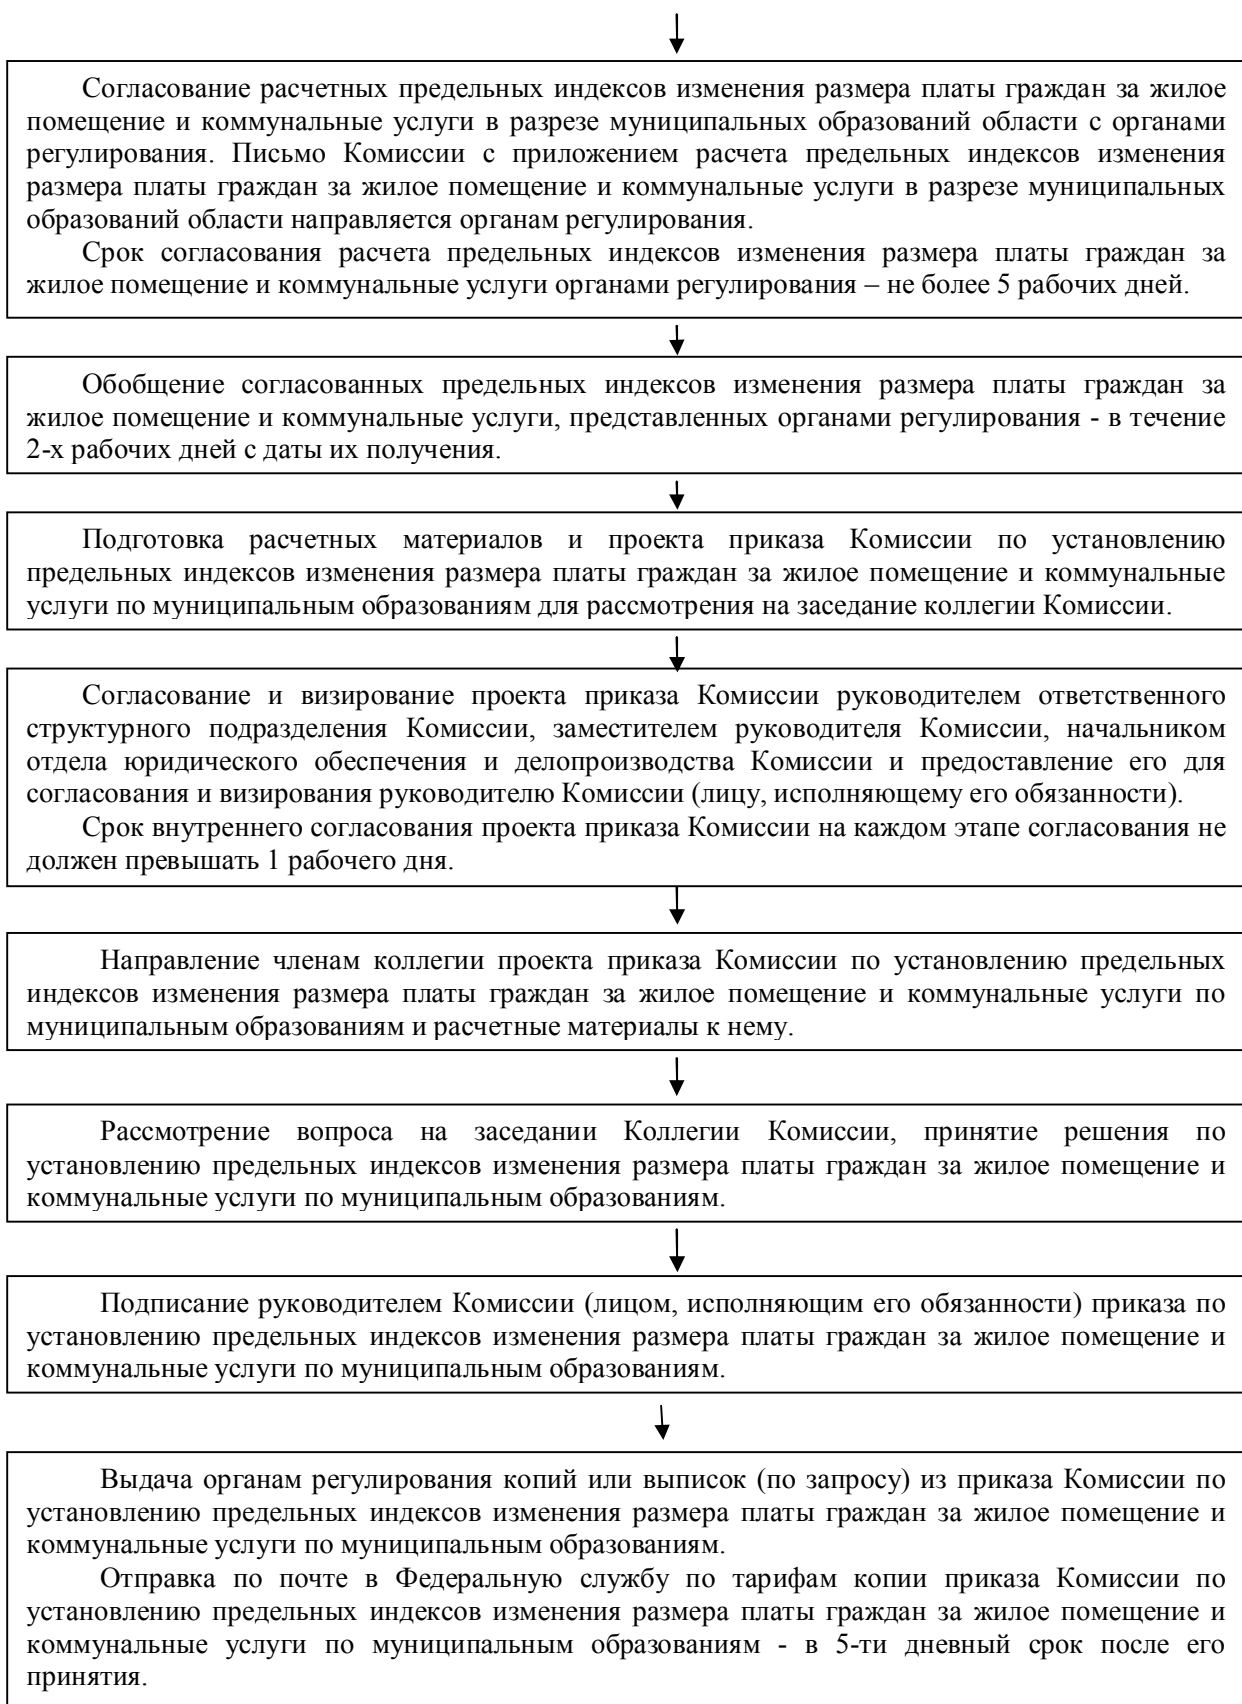 Согласование расчетных предельных индексов изменения размера платы граждан за жилое
помещение и коммунальные услуги в разрезе муниципальных образований области с органами
регулирования. Письмо Комиссии с приложением расчета предельных индексов изменения
размера платы граждан за жилое помещение и коммунальные услуги в разрезе муниципальных
образований области направляется органам регулирования.
Срок согласования расчета предельных индексов изменения размера платы граждан за
жилое помещение и коммунальные услуги органами регулирования – не более 5 рабочих дней.
Обобщение согласованных предельных индексов изменения размера платы граждан за
жилое помещение и коммунальные услуги, представленных органами регулирования - в течение
2-х рабочих дней с даты их получения.
Подготовка расчетных материалов и проекта приказа Комиссии по установлению
предельных индексов изменения размера платы граждан за жилое помещение и коммунальные
услуги по муниципальным образованиям для рассмотрения на заседание коллегии Комиссии.
Согласование и визирование проекта приказа Комиссии руководителем ответственного
структурного подразделения Комиссии, заместителем руководителя Комиссии, начальником
отдела юридического обеспечения и делопроизводства Комиссии и предоставление его для
согласования и визирования руководителю Комиссии (лицу, исполняющему его обязанности).
Срок внутреннего согласования проекта приказа Комиссии на каждом этапе согласования не
должен превышать 1 рабочего дня.
Направление членам коллегии проекта приказа Комиссии по установлению предельных
индексов изменения размера платы граждан за жилое помещение и коммунальные услуги по
муниципальным образованиям и расчетные материалы к нему.
Рассмотрение вопроса на заседании Коллегии Комиссии, принятие решения по
установлению предельных индексов изменения размера платы граждан за жилое помещение и
коммунальные услуги по муниципальным образованиям.
Подписание руководителем Комиссии (лицом, исполняющим его обязанности) приказа по
установлению предельных индексов изменения размера платы граждан за жилое помещение и
коммунальные услуги по муниципальным образованиям.
Выдача органам регулирования копий или выписок (по запросу) из приказа Комиссии по
установлению предельных индексов изменения размера платы граждан за жилое помещение и
коммунальные услуги по муниципальным образованиям.
Отправка по почте в Федеральную службу по тарифам копии приказа Комиссии по
установлению предельных индексов изменения размера платы граждан за жилое помещение и
коммунальные услуги по муниципальным образованиям - в 5-ти дневный срок после его
принятия.